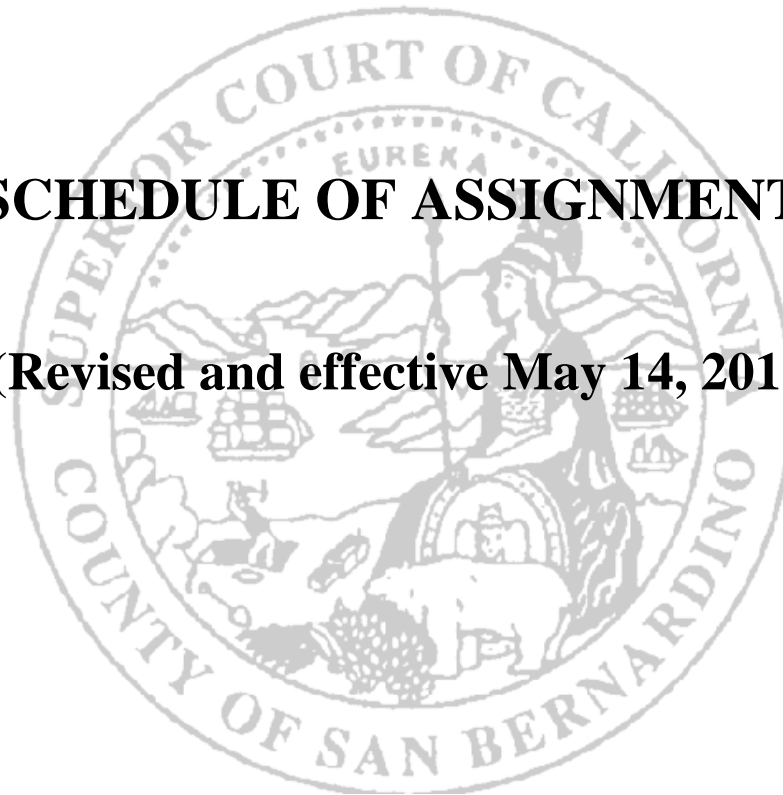 SUPERIOR COURT OF CALIFORNIA
EUREKA
SCHEDULE OF ASSIGNMENT
(Revised and effective May 14, 201
COUNTY OF SAN BERNARDINO